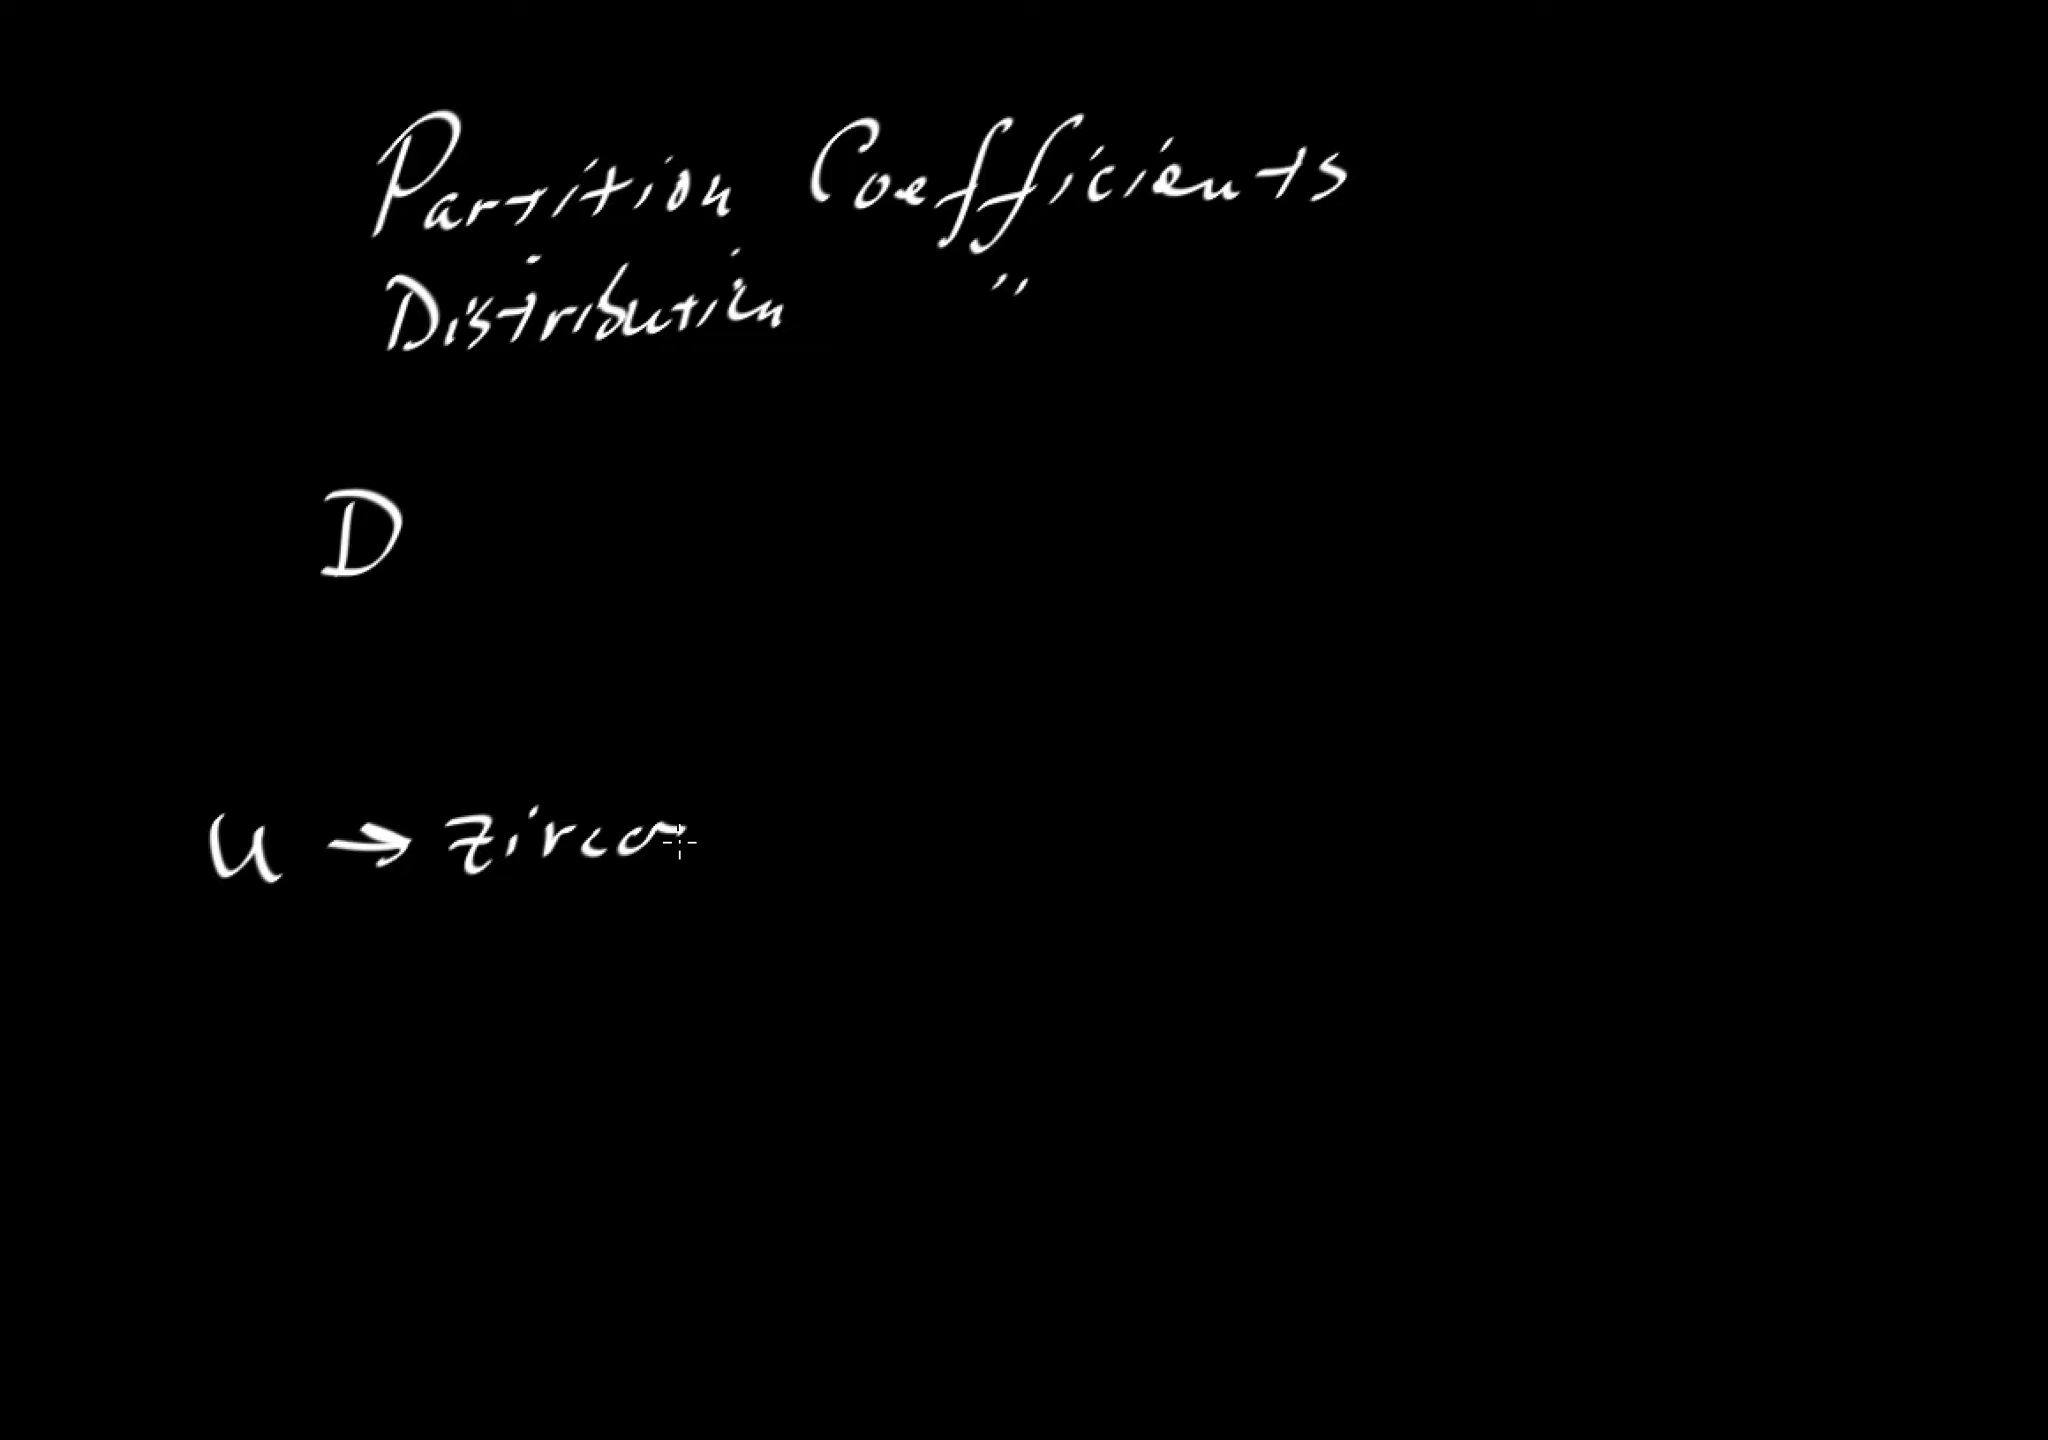 Partition Coefficients
Distribution "
D
U → zirco